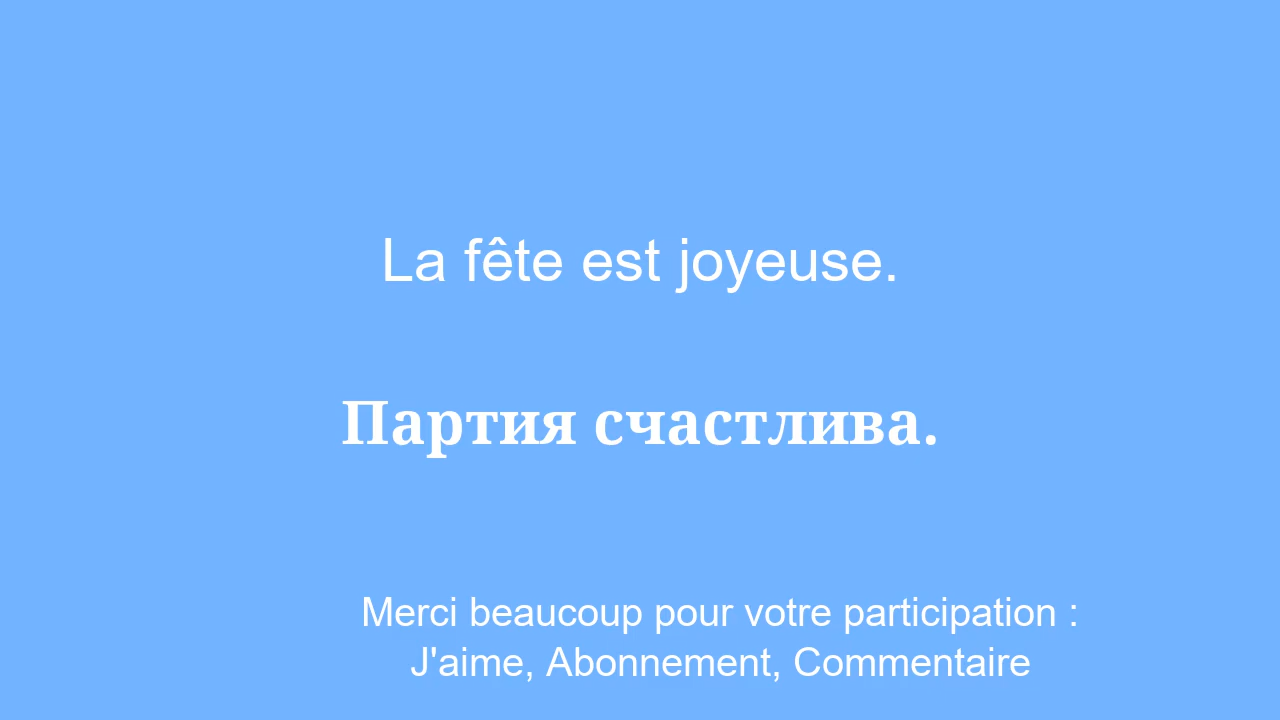 La fête est joyeuse.
Партия счастлива.
Merci beaucoup pour votre participation :
J'aime, Abonnement, Commentaire